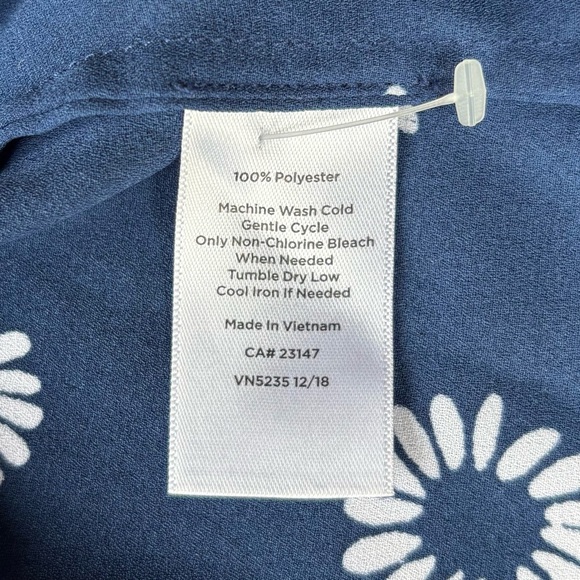 100% Polyester
Machine Wash Cold
Gentle Cycle
Only Non-Chlorine Bleach
When Needed
Tumble Dry Low
Cool Iron If Needed
Made In Vietnam
CA# 23147
VN5235 12/18